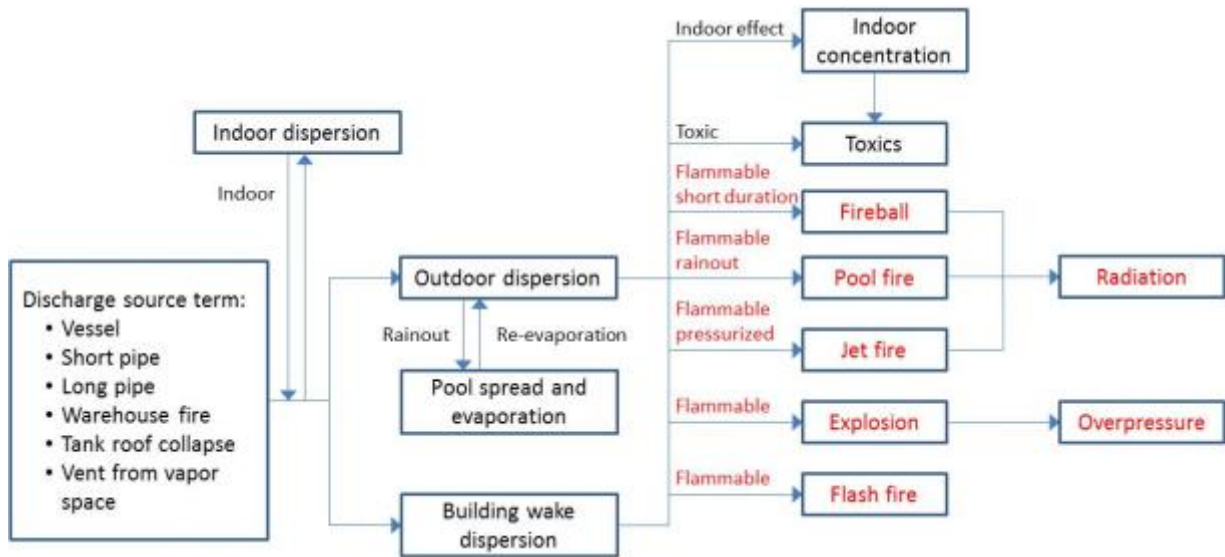 Indoor effect
Indoor
concentration
Indoor dispersion
Toxic
Toxics
Indoor
Flammable
short duration
Fireball
Flammable
rainout
Outdoor dispersion
Pool fire
Radiation
Discharge source term:
• Vessel
• Short pipe
• Long pipe
• Warehouse fire
• Tank roof collapse
• Vent from vapor
space
Rainout
Re-evaporation
Flammable
pressurized
Jet fire
Pool spread and
evaporation
Flammable
Explosion
Overpressure
Flammable
Flash fire
Building wake
dispersion